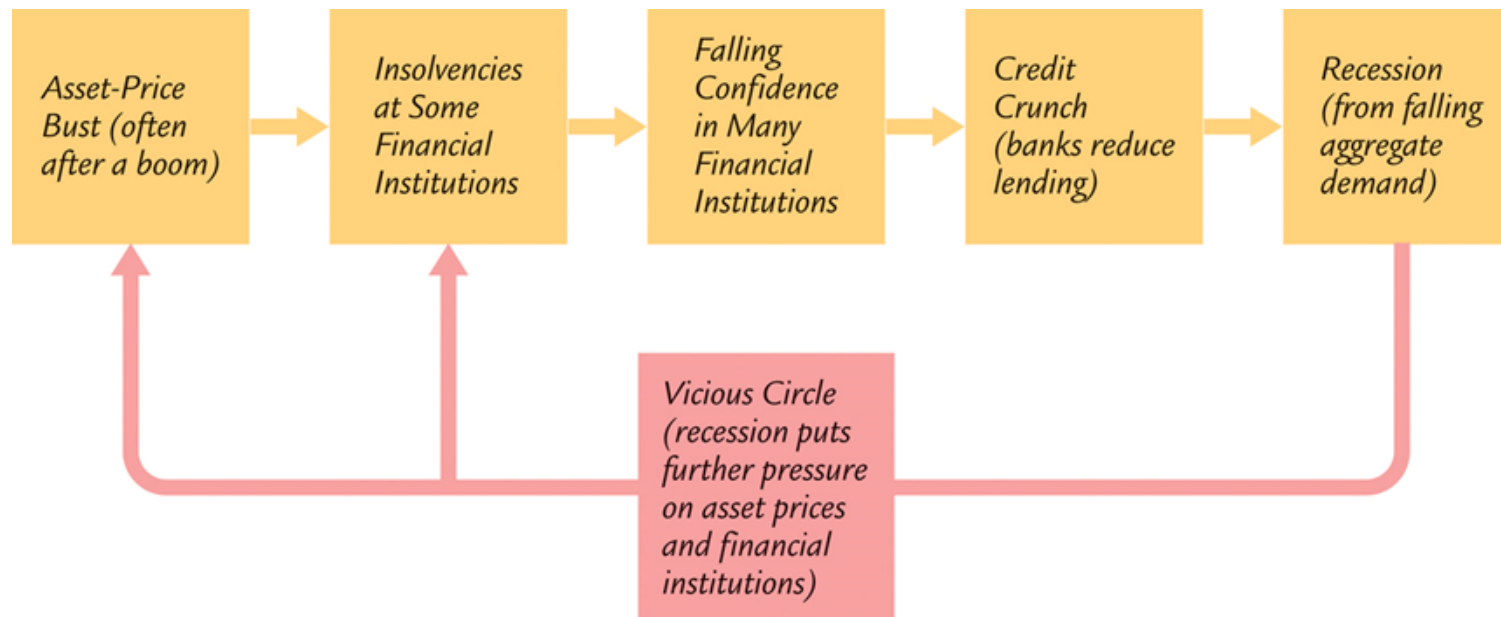 Asset-Price
Bust (often
after a boom)
Insolvencies
at Some
Financial
Institutions
Falling
Confidence
in Many
Financial
Institutions
Credit
Crunch
(banks reduce
lending)
Recession
(from falling
aggregate
demand)
Vicious Circle
(recession puts
further pressure
on asset prices
and financial
institutions)